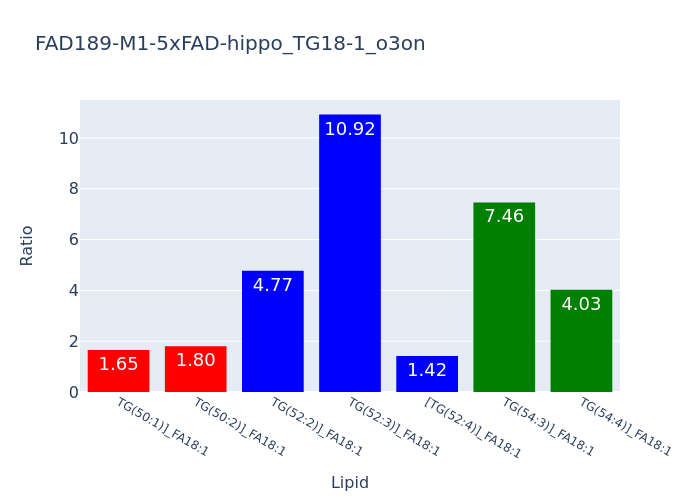 FAD189-M1-5xFAD-hippo_TG18-1_o3on
Ratio
10
8
6
4
2
0
1.65
1.80
4.77
10.92
1.42
7.46
4.03
TG(50:1)]_FA18:1
TG(50:2)]_FA18:1
TG(52:2)]_FA18:1
TG(52:3)]_FA18:1
[TG(52:4)]_FA18:1
TG(54:3)]_FA18:1
TG(54:4)]_FA18:1
Lipid